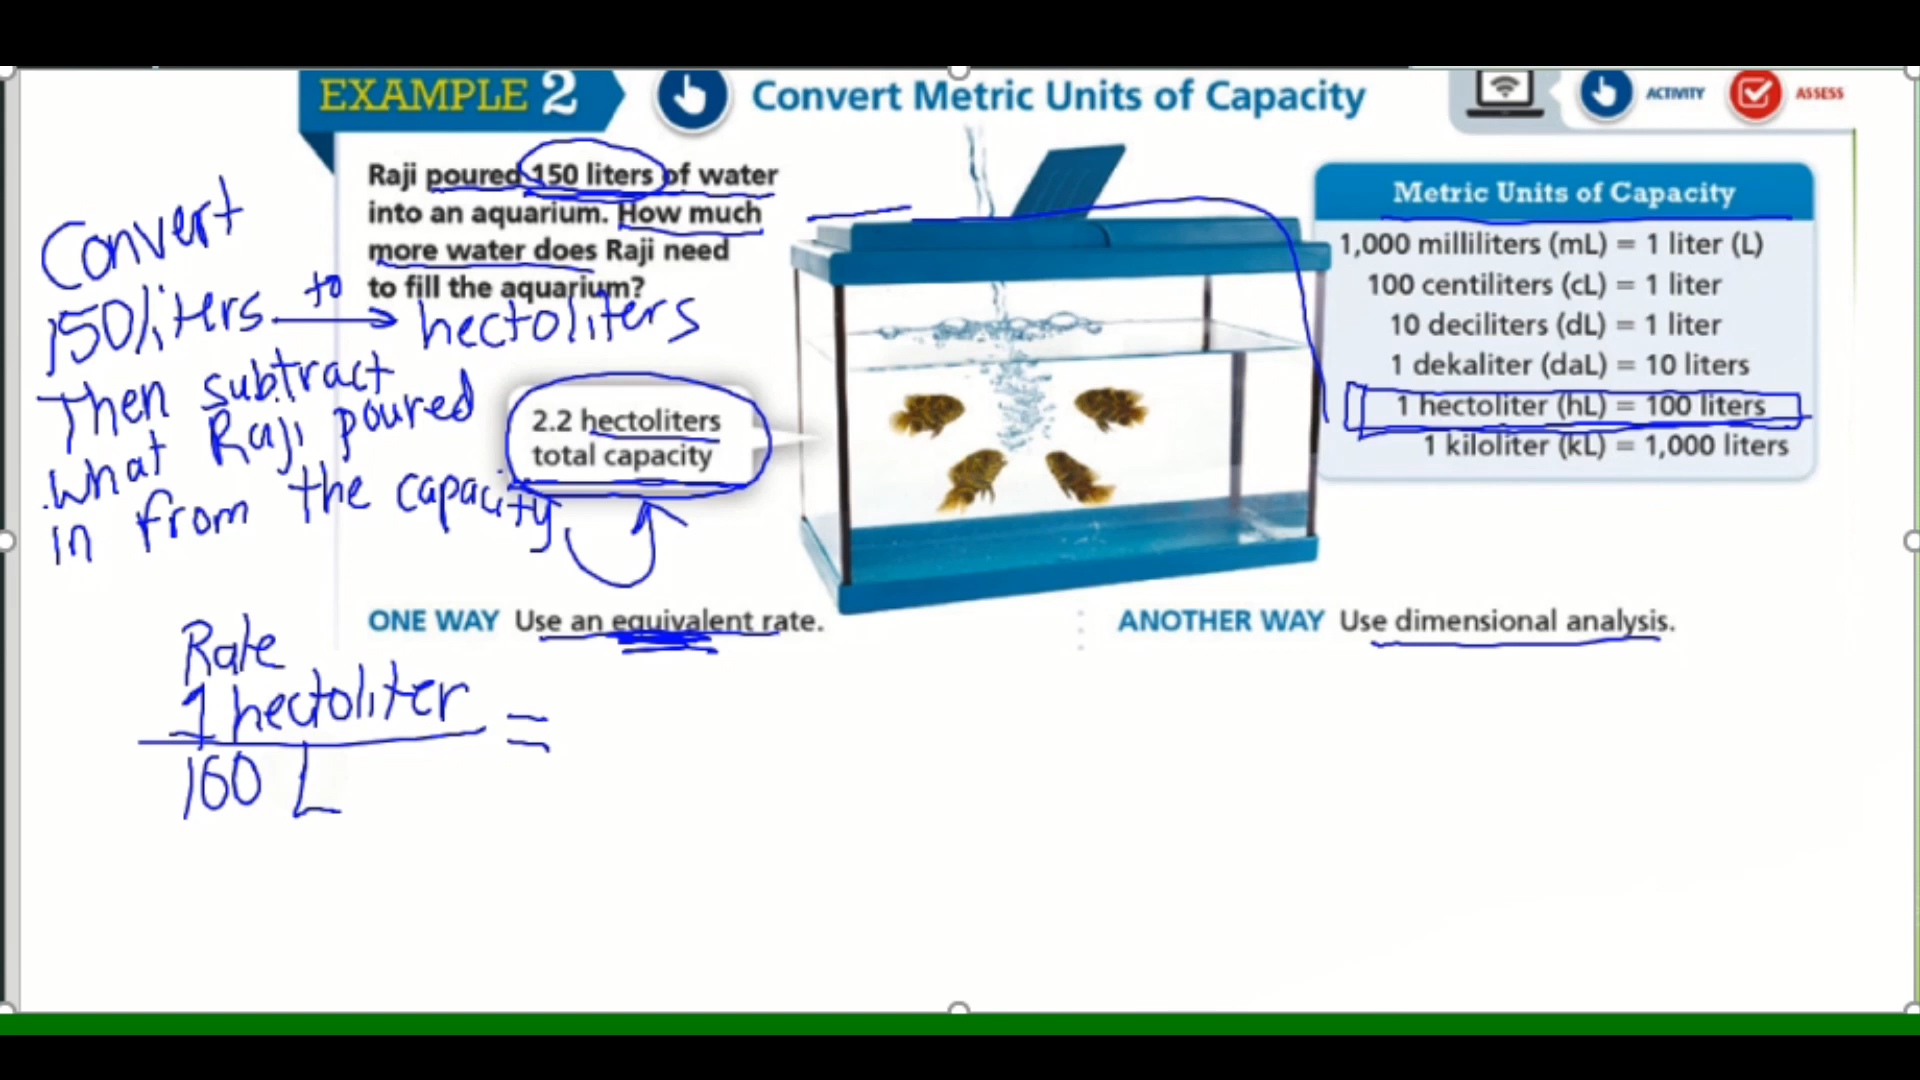 EXAMPLE 2
Convert Metric Units of Capacity
ACTIVITY
ASSESS
Raji poured 150 liters of water
into an aquarium. How much
more water does Raji need
to fill the aquarium?
Convert
150 liters to hectoliters
Then subtract
what Raji poured
in from the capacity
2.2 hectoliters
total capacity
Metric Units of Capacity
1,000 milliliters (mL) = 1 liter (L)
100 centiliters (cL) = 1 liter
10 deciliters (dL) = 1 liter
1 dekaliter (daL) = 10 liters
1 hectoliter (hL) = 100 liters
1 kiloliter (kL) = 1,000 liters
ONE WAY Use an equivalent rate.
ANOTHER WAY Use dimensional analysis.
Rate
1 hectoliter =
100 L